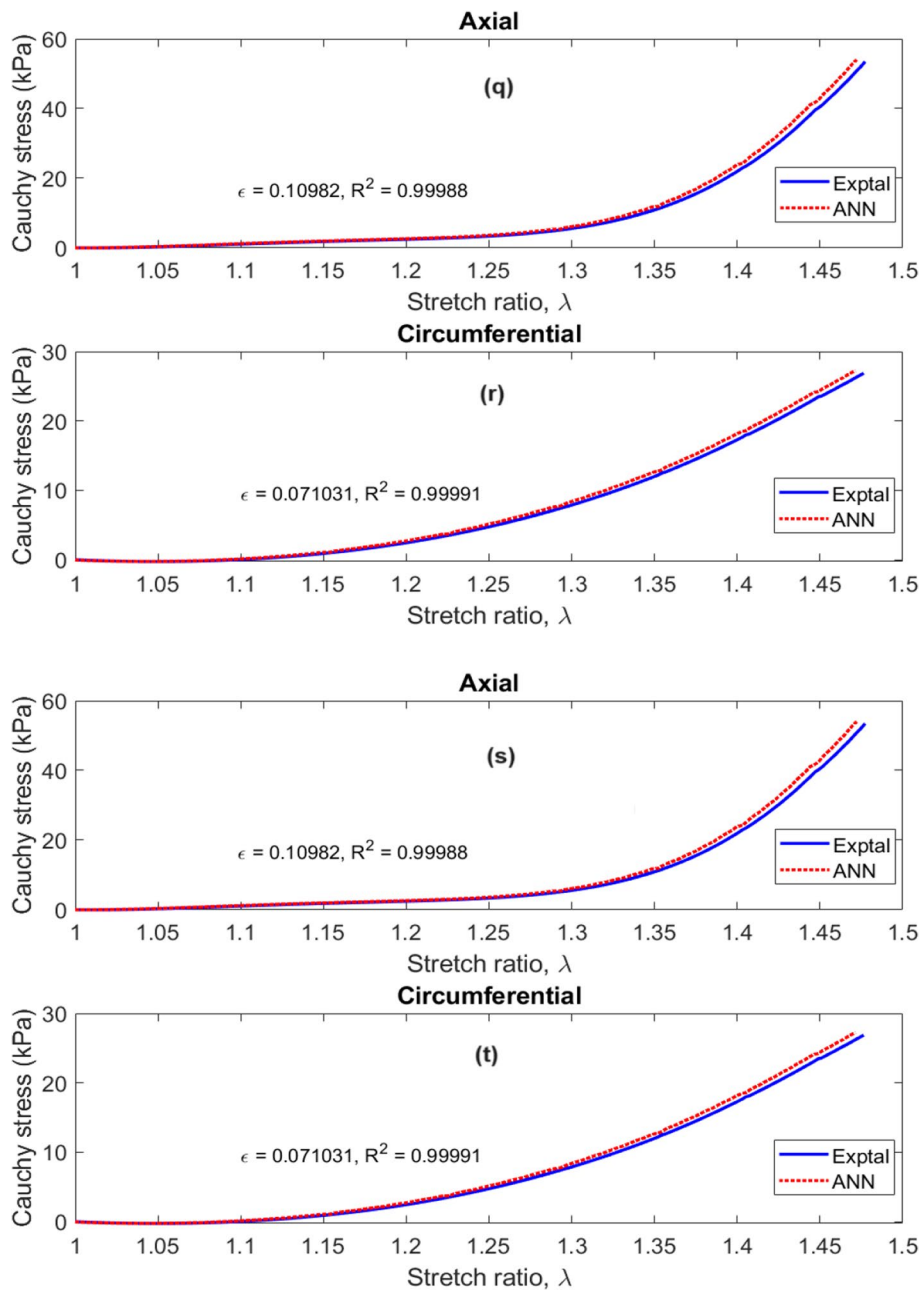 Axial
60
40
20
0
Cauchy stress (kPa)
(q)
ϵ = 0.10982, R² = 0.99988
Exptal
ANN
1 1.05 1.1 1.15 1.2 1.25 1.3 1.35 1.4 1.45 1.5
Stretch ratio, λ
Circumferential
30
20
10
0
Cauchy stress (kPa)
(r)
ϵ = 0.071031, R² = 0.99991
Exptal
ANN
1 1.05 1.1 1.15 1.2 1.25 1.3 1.35 1.4 1.45 1.5
Stretch ratio, λ
Axial
60
40
20
0
Cauchy stress (kPa)
(s)
ϵ = 0.10982, R² = 0.99988
Exptal
ANN
1 1.05 1.1 1.15 1.2 1.25 1.3 1.35 1.4 1.45 1.5
Stretch ratio, λ
Circumferential
30
20
10
0
Cauchy stress (kPa)
(t)
ϵ = 0.071031, R² = 0.99991
Exptal
ANN
1 1.05 1.1 1.15 1.2 1.25 1.3 1.35 1.4 1.45 1.5
Stretch ratio, λ